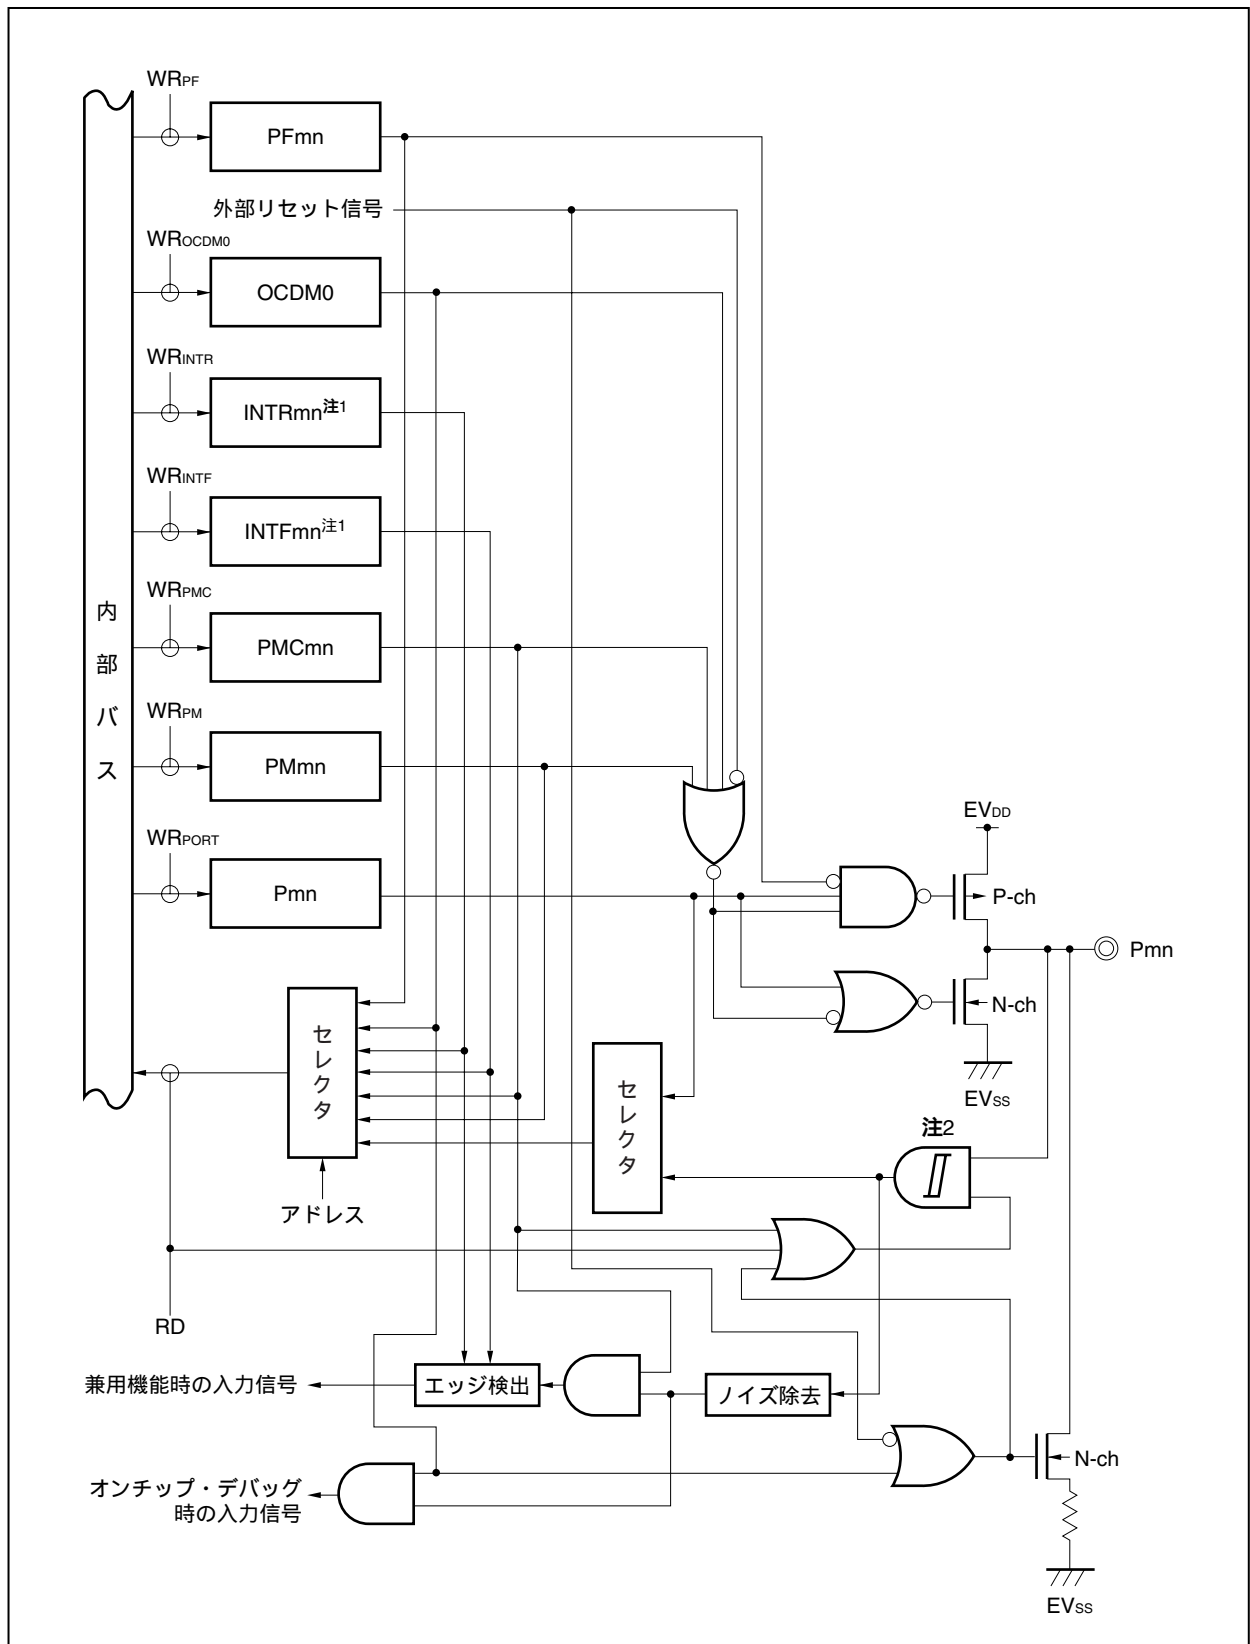 WRPF
PFmn
外部リセット信号
WROCDM0
OCDM0
WRINTR
INTRmn注1
WRINTF
INTFmn注1
WRPMC
PMCmn
WRPM
PMmn
WRPORT
Pmn
内部バス
EVDD
P-ch
Pmn
N-ch
EVSS
セレクタ
セレクタ
注2
アドレス
RD
兼用機能時の入力信号
エッジ検出
ノイズ除去
オンチップ・デバッグ
時の入力信号
N-ch
EVSS